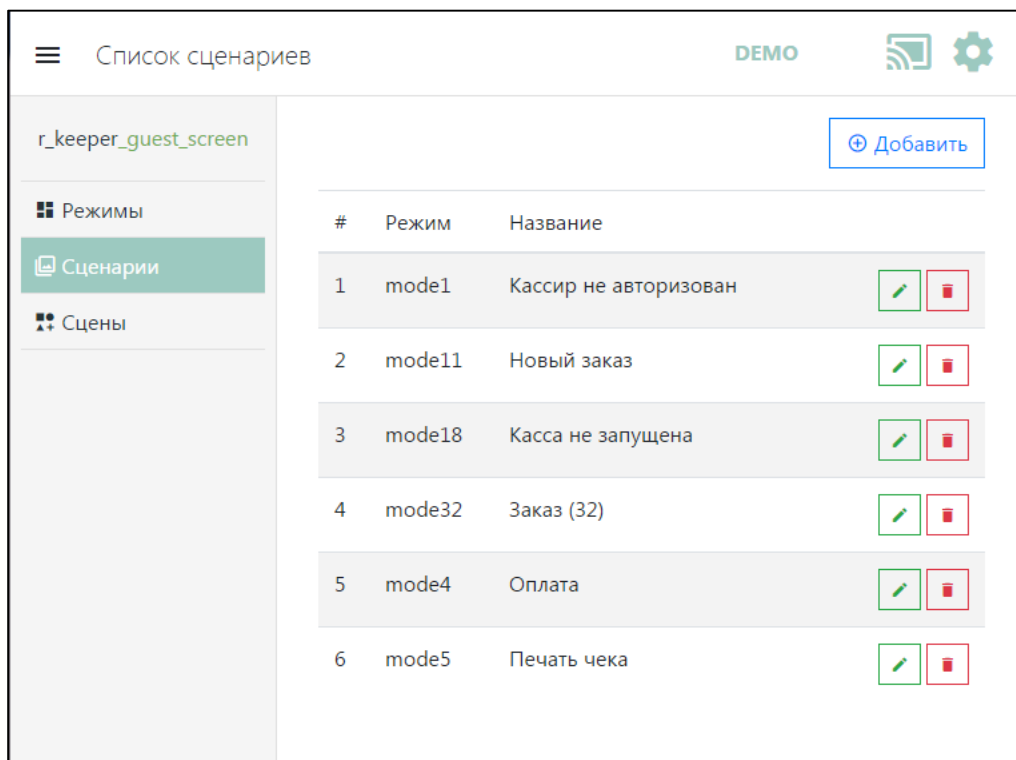 Список сценариев DEMO
r_keeper_guest_screen
Добавить
Режимы
Сценарии
Сцены
# Режим Название
1 mode1 Кассир не авторизован
2 mode11 Новый заказ
3 mode18 Касса не запущена
4 mode32 Заказ (32)
5 mode4 Оплата
6 mode5 Печать чека